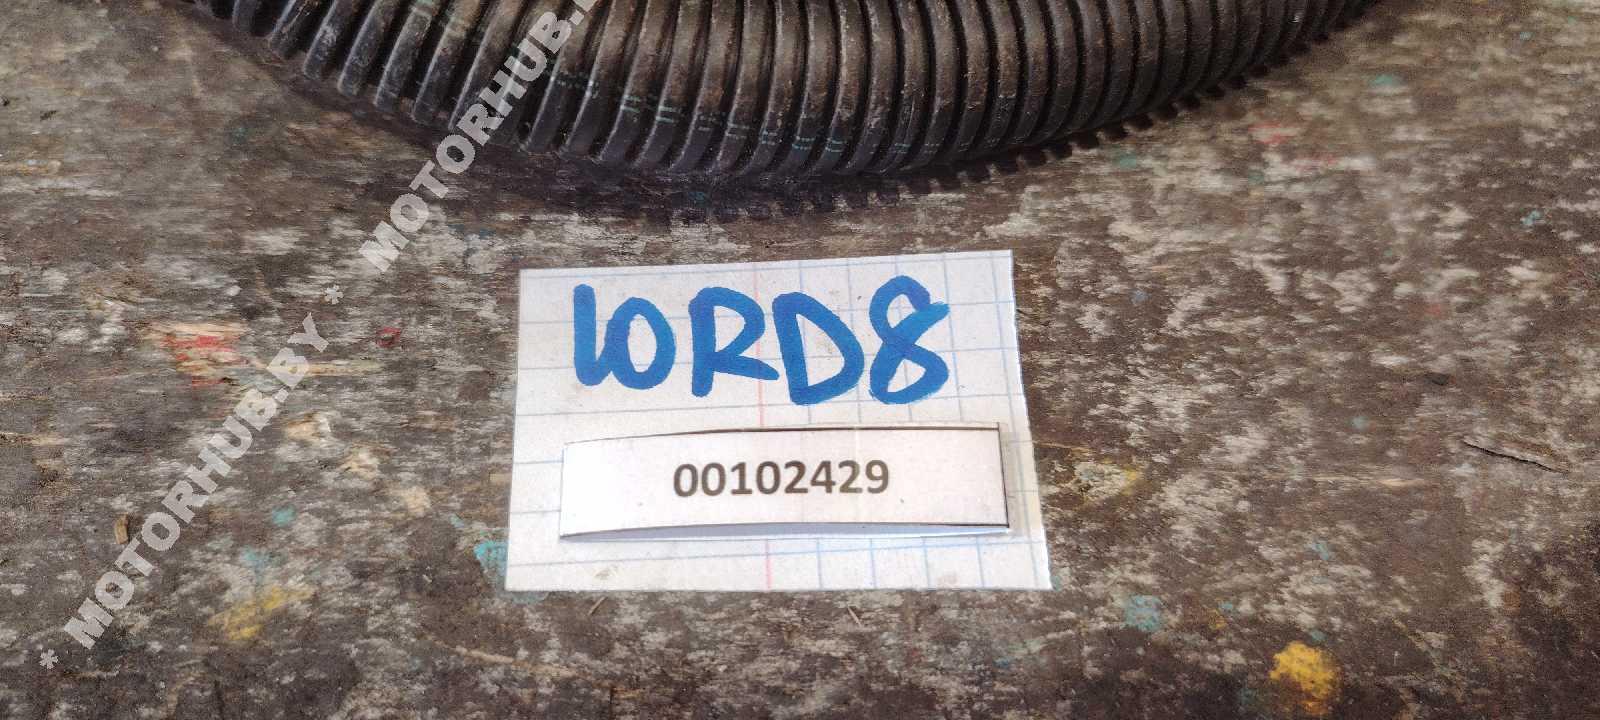 * MOTORHUB.BY * MOTORHUB.
10RD8
00102429